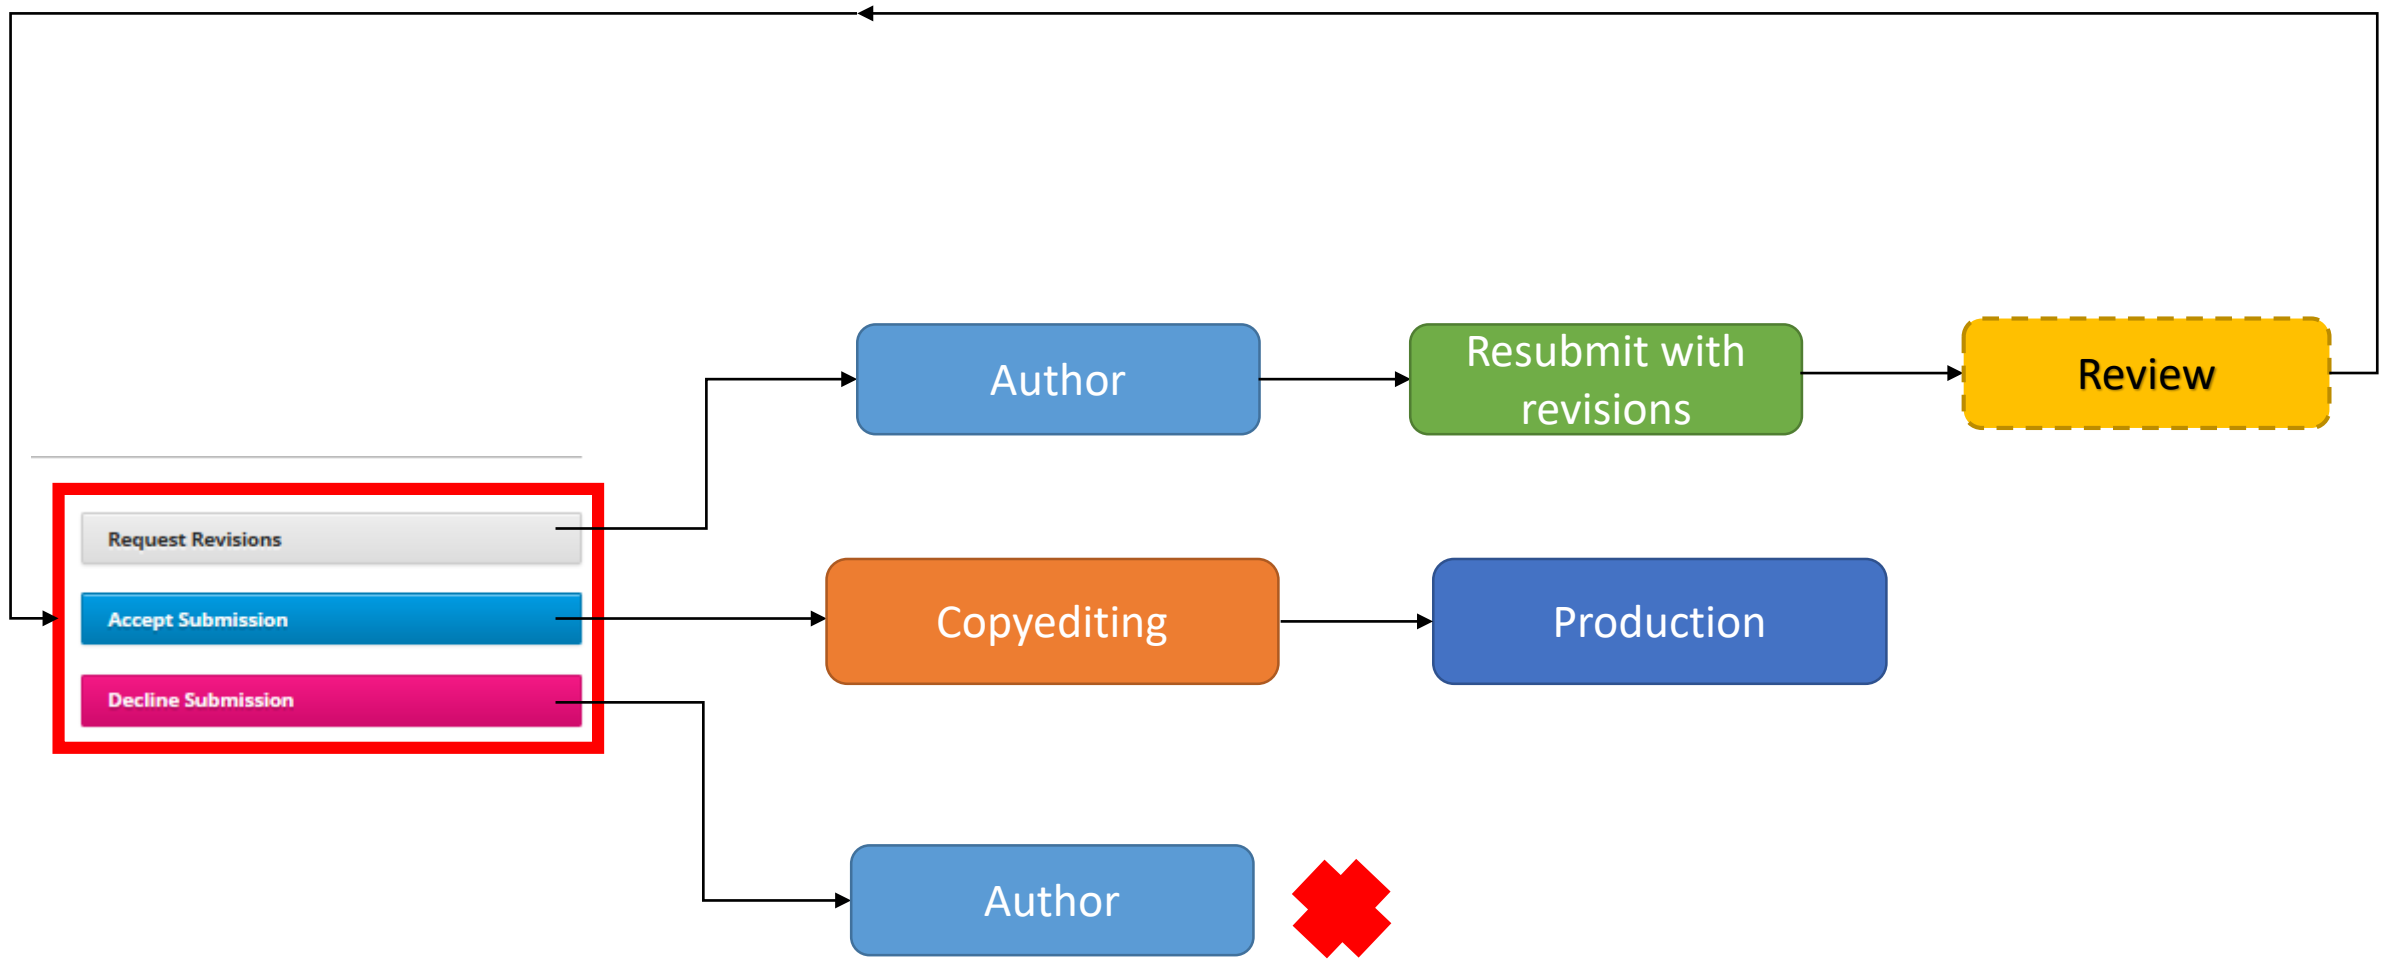 Author
Resubmit with
revisions
Review
Request Revisions
Accept Submission
Decline Submission
Copyediting
Production
Author